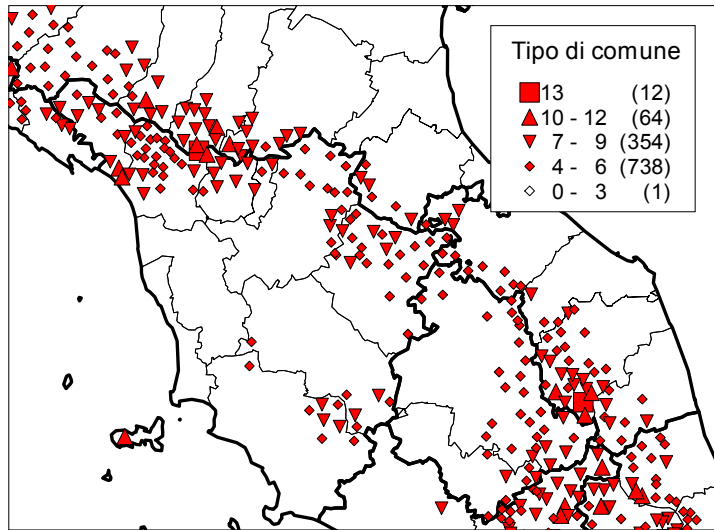 Tipo di comune
13 (12)
10 - 12 (64)
7 - 9 (354)
4 - 6 (738)
0 - 3 (1)